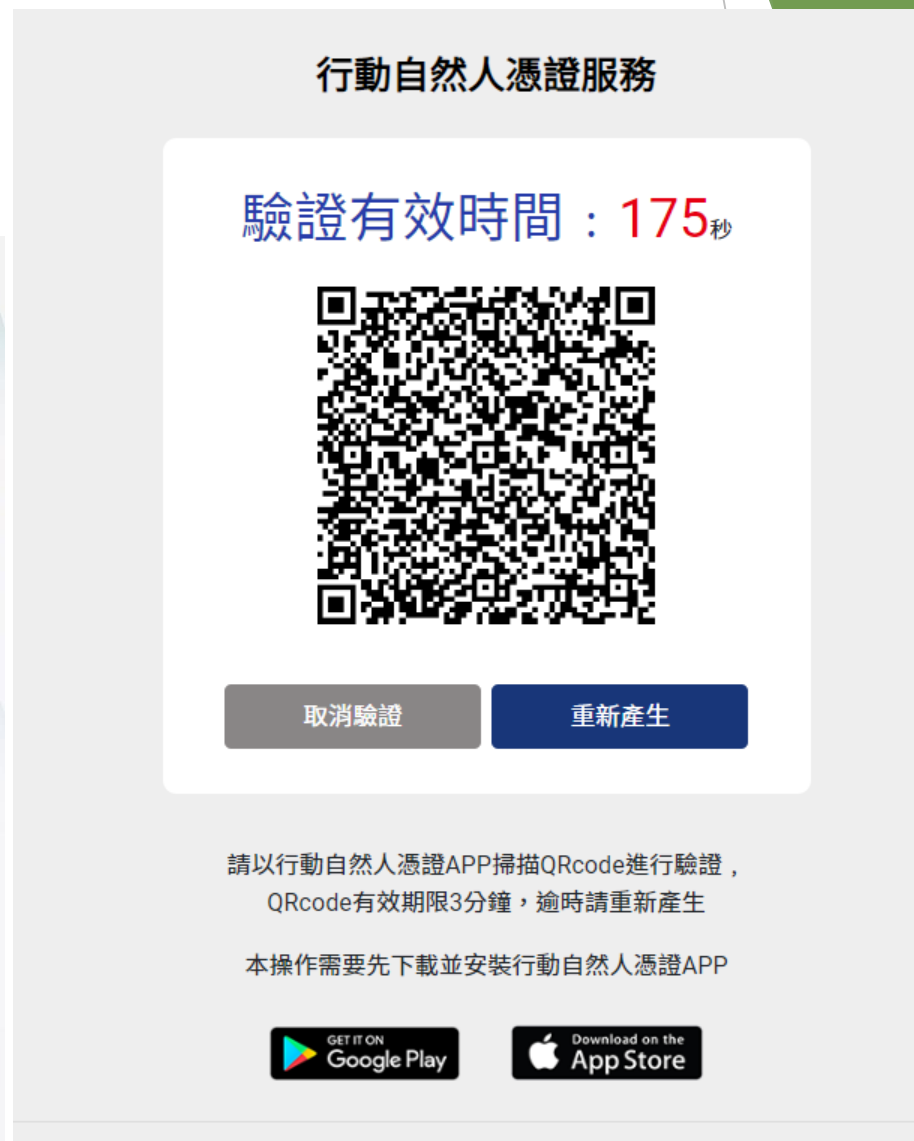 行動自然人憑證服務
驗證有效時間：175秒
取消驗證
重新產生
請以行動自然人憑證APP掃描QRcode進行驗證，
QRcode有效期限3分鐘，逾時請重新產生
本操作需要先下載並安裝行動自然人憑證APP
GET IT ON
Google Play
Download on the
App Store